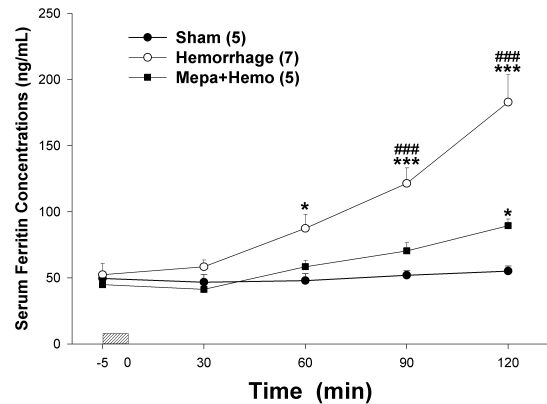 Serum Ferritin Concentrations (ng/mL)
250
200
150
100
50
0
Sham (5)
Hemorrhage (7)
Mepa+Hemo (5)
*
###
***
###
***
*
-5 0 30 60 90 120
Time (min)